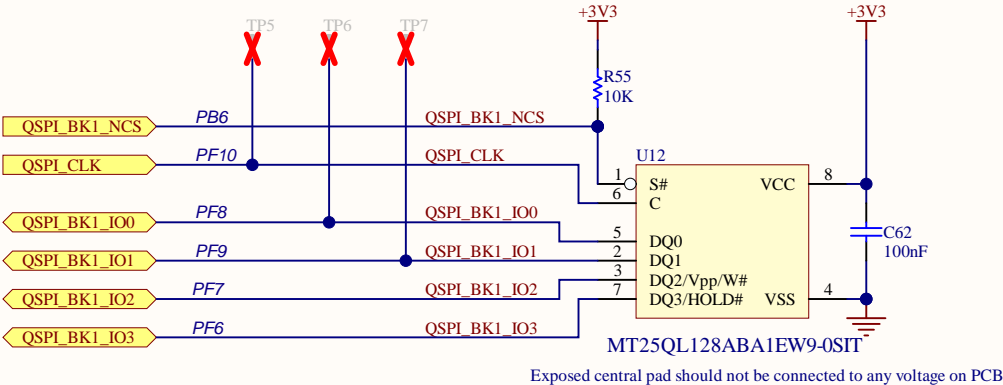 TP5 TP6 TP7 +3V3 +3V3
R55
10K
QSPI_BK1_NCS PB6 QSPI_BK1_NCS
QSPI_CLK PF10 QSPI_CLK
U12
1 S# VCC 8
6 C
QSPI_BK1_IO0 PF8 QSPI_BK1_IO0
C62
100nF
5 DQ0
QSPI_BK1_IO1 PF9 QSPI_BK1_IO1 2 DQ1
3 DQ2/Vpp/W#
QSPI_BK1_IO2 PF7 QSPI_BK1_IO2
7 DQ3/HOLD# VSS 4
QSPI_BK1_IO3 PF6 QSPI_BK1_IO3
MT25QL128ABA1EW9-0SIT
Exposed central pad should not be connected to any voltage on PCB